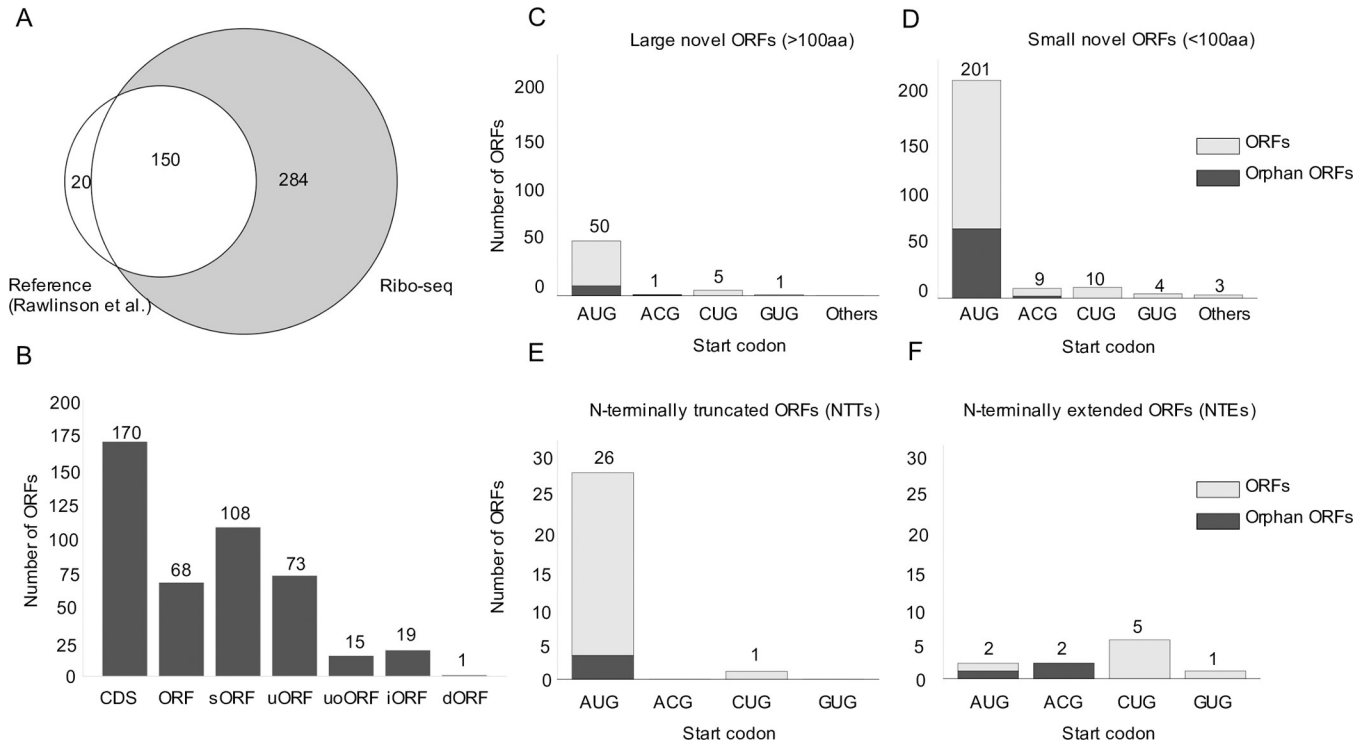 A
20
150
284
Reference
(Rawlinson et al.)
Ribo-seq
B
Number of ORFs
200
175
150
125
100
75
50
25
0
170
68
108
73
15
19
1
CDS
ORF
sORF
uORF
uoORF
iORF
dORF
C
Large novel ORFs (>100aa)
Number of ORFs
200
150
100
50
0
50
1
5
1
AUG
ACG
CUG
GUG
Others
Start codon
D
Small novel ORFs (<100aa)
200
150
200
50
0
201
9
10
4
3
AUG
ACG
CUG
GUG
Others
Start codon
ORFs
Orphan ORFs
E
N-terminally truncated ORFs (NTTs)
Number of ORFs
30
25
20
15
10
5
0
26
1
AUG
ACG
CUG
GUG
Start codon
F
N-terminally extended ORFs (NTEs)
30
25
20
15
10
5
0
2
2
5
1
AUG
ACG
CUG
GUG
Start codon
ORFs
Orphan ORFs